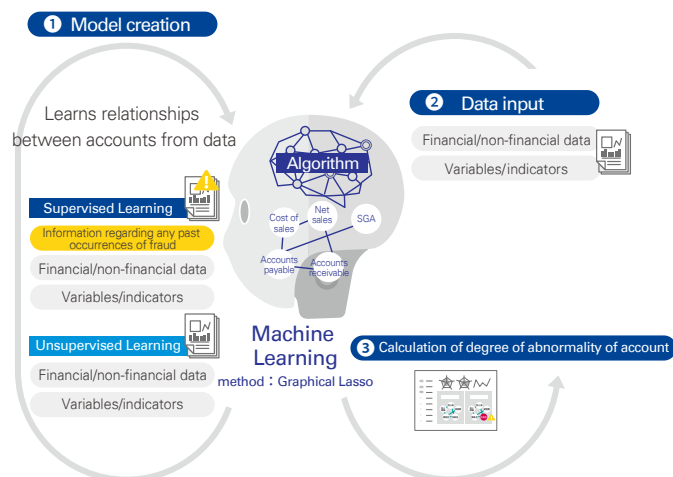 1 Model creation
Learns relationships
between accounts from data
Supervised Learning
Information regarding any past
occurrences of fraud
Financial/non-financial data
Variables/indicators
Unsupervised Learning
Financial/non-financial data
Variables/indicators
Algorithm
Cost of
sales
Net
sales
SGA
Accounts
payable
Accounts
receivable
Machine
Learning
method：Graphical Lasso
2 Data input
Financial/non-financial data
Variables/indicators
3 Calculation of degree of abnormality of account